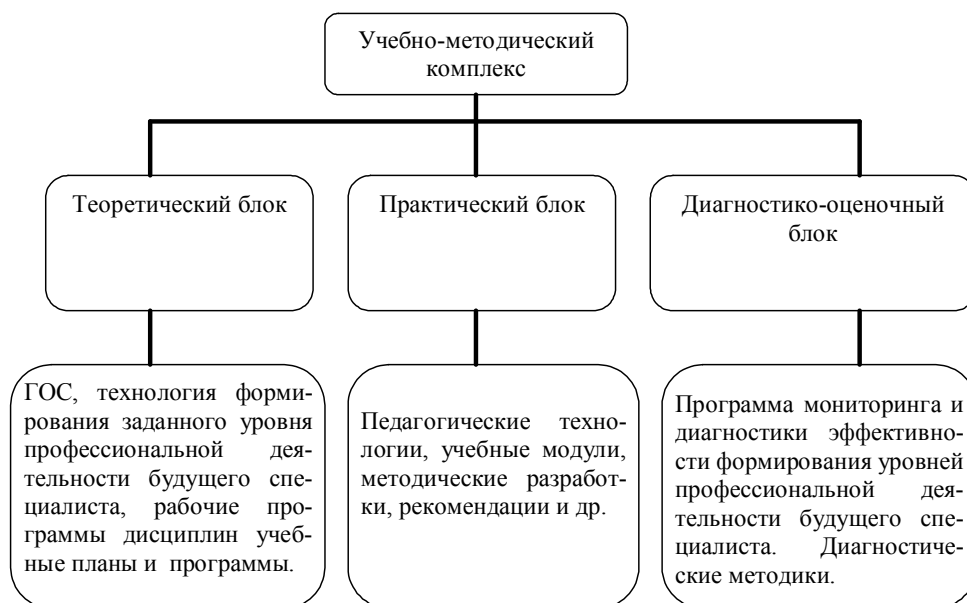 Учебно-методический
комплекс
Теоретический блок
Практический блок
Диагностико-оценочный
блок
ГОС, технология форми-
рования заданного уровня
профессиональной дея-
тельности будущего спе-
циалиста, рабочие про-
граммы дисциплин учеб-
ные планы и программы.
Педагогические техно-
логии, учебные модули,
методические разработ-
ки, рекомендации и др.
Программа мониторинга и
диагностики эффективно-
сти формирования уровней
профессиональной дея-
тельности будущего спе-
циалиста. Диагностиче-
ские методики.